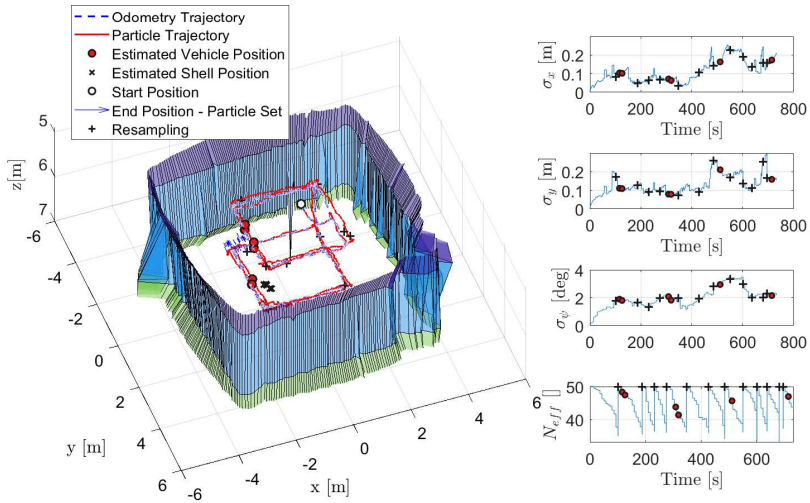 Odometry Trajectory
Particle Trajectory
Estimated Vehicle Position
Estimated Shell Position
Start Position
End Position - Particle Set
Resampling
z[m]
5
6
7
-6
-4
-2
0
2
4
6
y [m]
-6
-4
-2
0
2
4
6
x [m]
σx [m]
0.2
0.1
0
0 200 400 600 800
Time [s]
σy [m]
0.2
0.1
0
0 200 400 600 800
Time [s]
σψ [deg]
4
2
0
0 200 400 600 800
Time [s]
Neff []
50
40
0 200 400 600
Time [s]